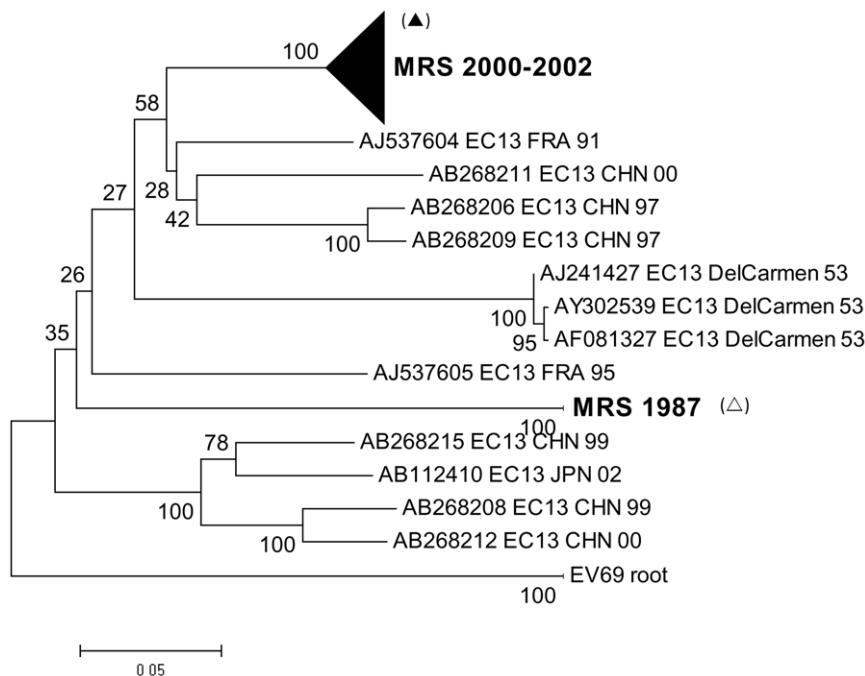 (▲)
100
MRS 2000-2002
58
AJ537604 EC13 FRA 91
AB268211 EC13 CHN 00
28
27
AB268206 EC13 CHN 97
42
100
AB268209 EC13 CHN 97
AJ241427 EC13 DelCarmen 53
26
AY302539 EC13 DelCarmen 53
100
35
95
AF081327 EC13 DelCarmen 53
AJ537605 EC13 FRA 95
MRS 1987 (△)
100
78
AB268215 EC13 CHN 99
AB112410 EC13 JPN 02
AB268208 EC13 CHN 99
100
100
AB268212 EC13 CHN 00
EV69 root
100
0 05